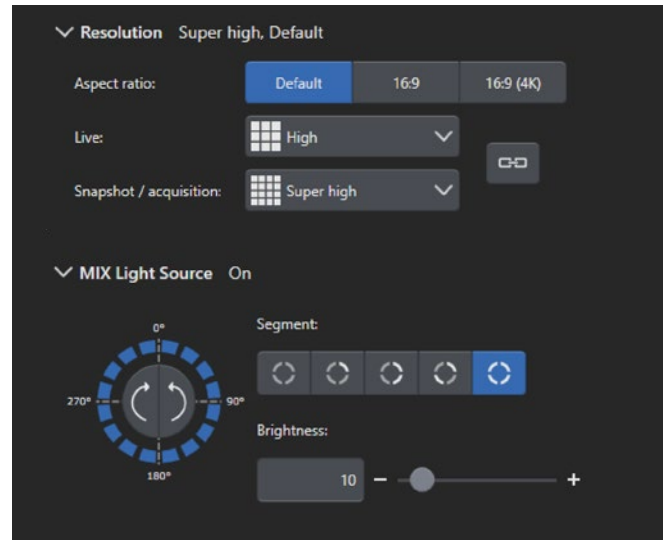 Resolution Super high, Default
Aspect ratio: Default 16:9 16:9 (4K)
Live: High
Snapshot / acquisition: Super high
MIX Light Source On
0°
270° 90°
180°
Segment:
Brightness:
10 − +